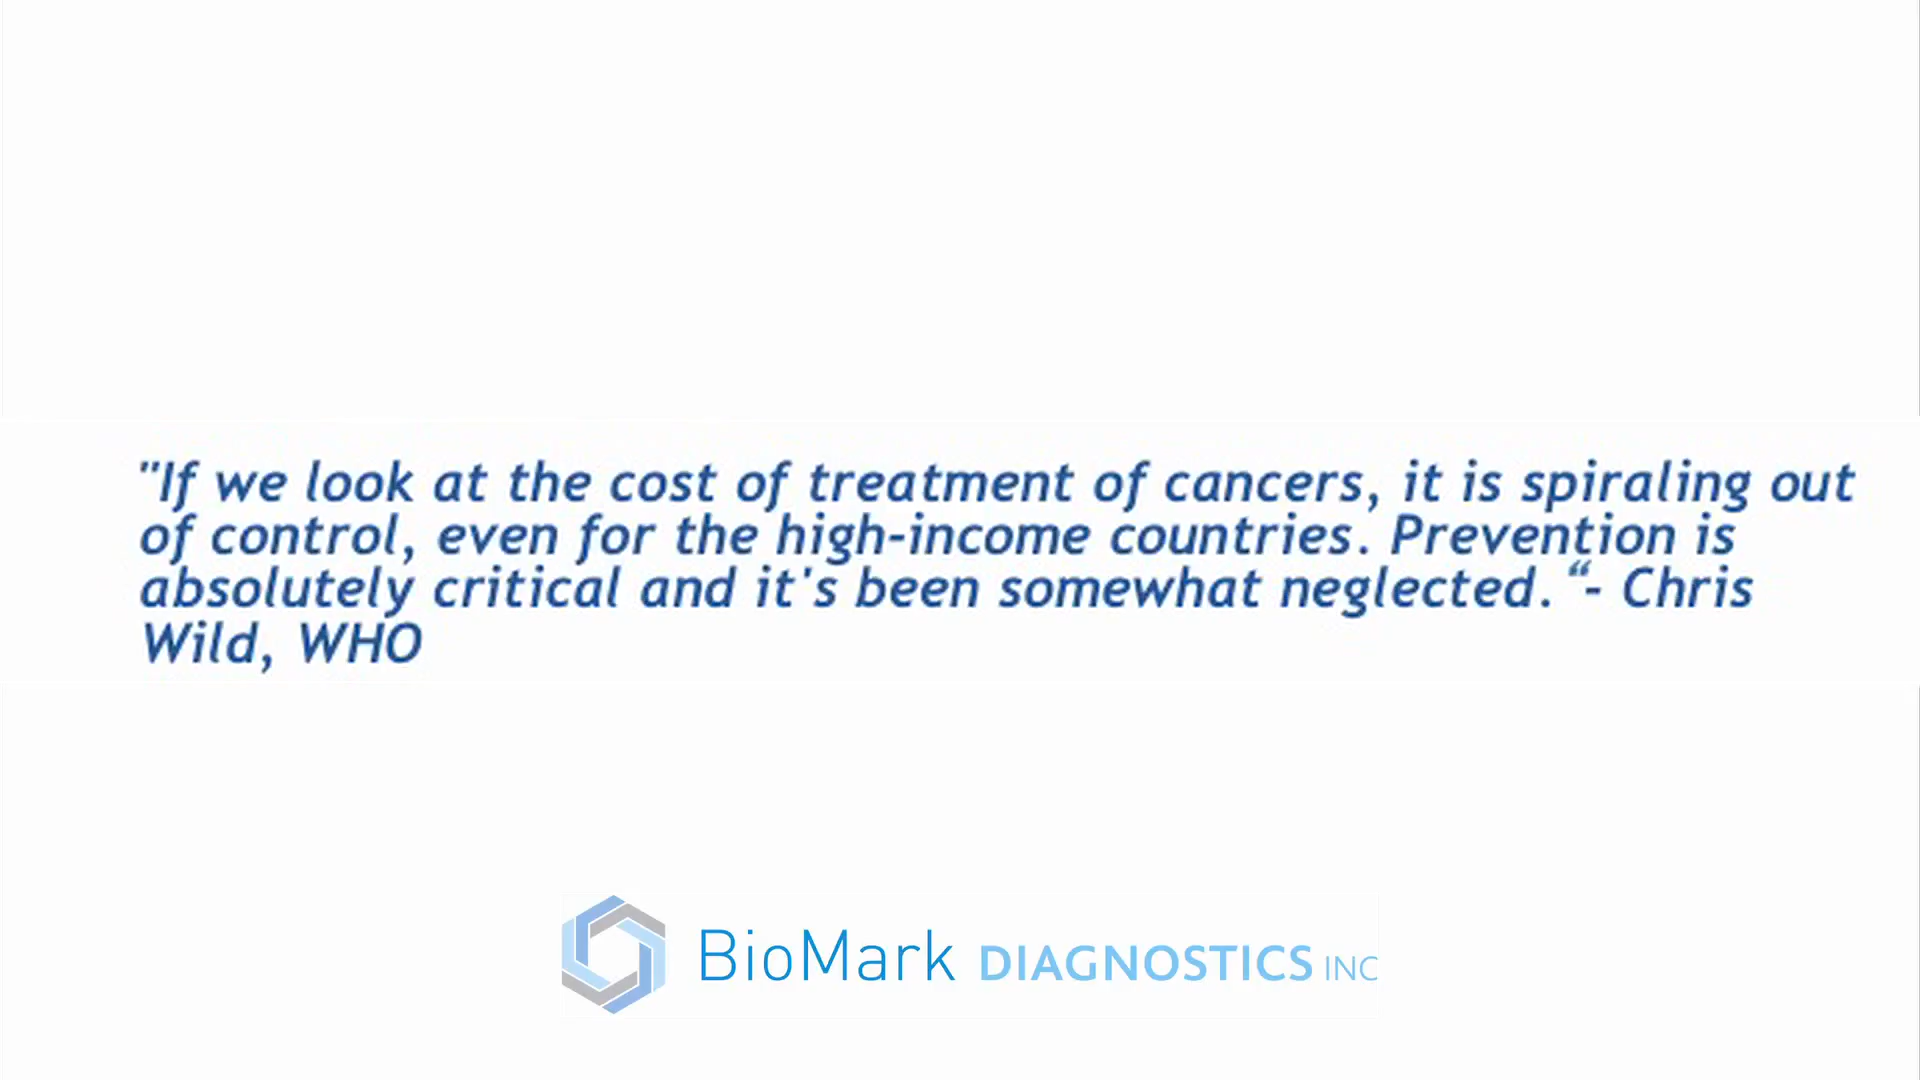 "If we look at the cost of treatment of cancers, it is spiraling out
of control, even for the high-income countries. Prevention is
absolutely critical and it's been somewhat neglected.“- Chris
Wild, WHO
BioMark DIAGNOSTICS INC